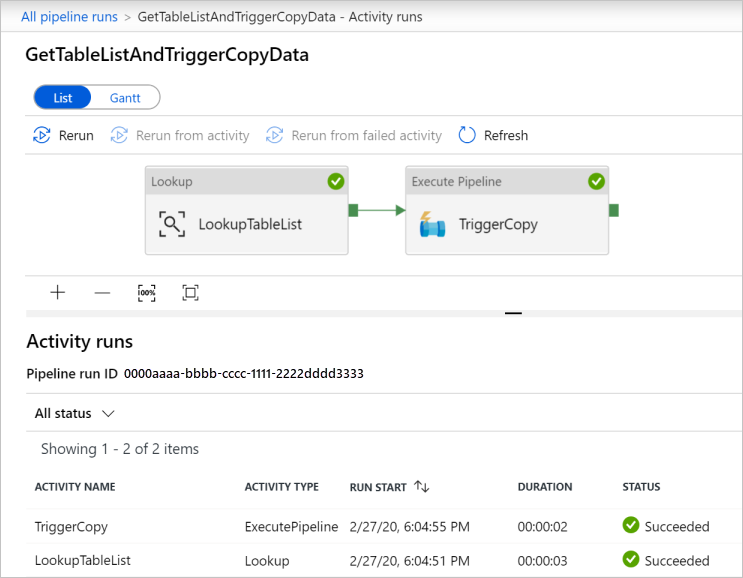 All pipeline runs > GetTableListAndTriggerCopyData - Activity runs
GetTableListAndTriggerCopyData
List Gantt
Rerun Rerun from activity Rerun from failed activity Refresh
Lookup Execute Pipeline
LookupTableList TriggerCopy
100%
Activity runs
Pipeline run ID 0000aaaa-bbbb-cccc-1111-2222dddd3333
All status
Showing 1 - 2 of 2 items
ACTIVITY NAME ACTIVITY TYPE RUN START DURATION STATUS
TriggerCopy ExecutePipeline 2/27/20, 6:04:55 PM 00:00:02 Succeeded
LookupTableList Lookup 2/27/20, 6:04:51 PM 00:00:03 Succeeded